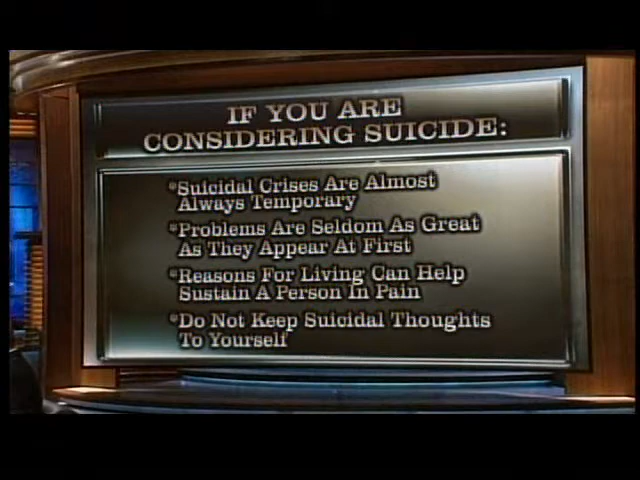 IF YOU ARE
CONSIDERING SUICIDE:
*Suicidal Crises Are Almost
Always Temporary
*Problems Are Seldom As Great
As They Appear At First
*Reasons For Living Can Help
Sustain A Person In Pain
*Do Not Keep Suicidal Thoughts
To Yourself